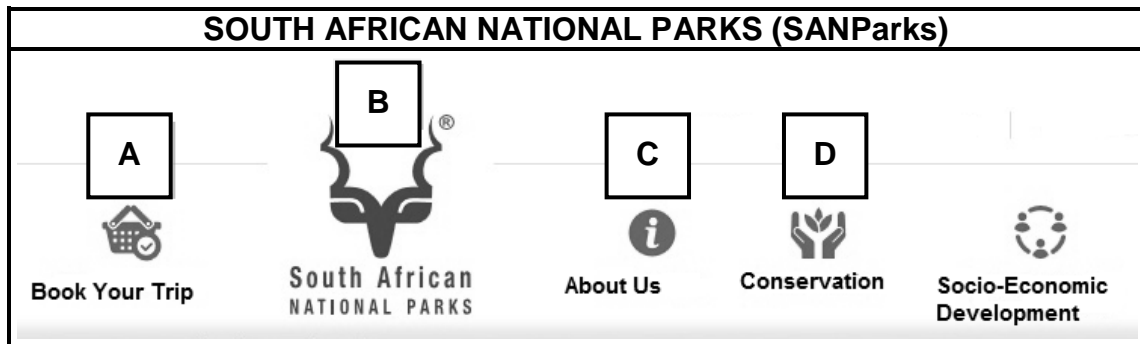 SOUTH AFRICAN NATIONAL PARKS (SANParks)
A
B
®
C
D
i
Book Your Trip
South African
NATIONAL PARKS
About Us
Conservation
Socio-Economic
Development